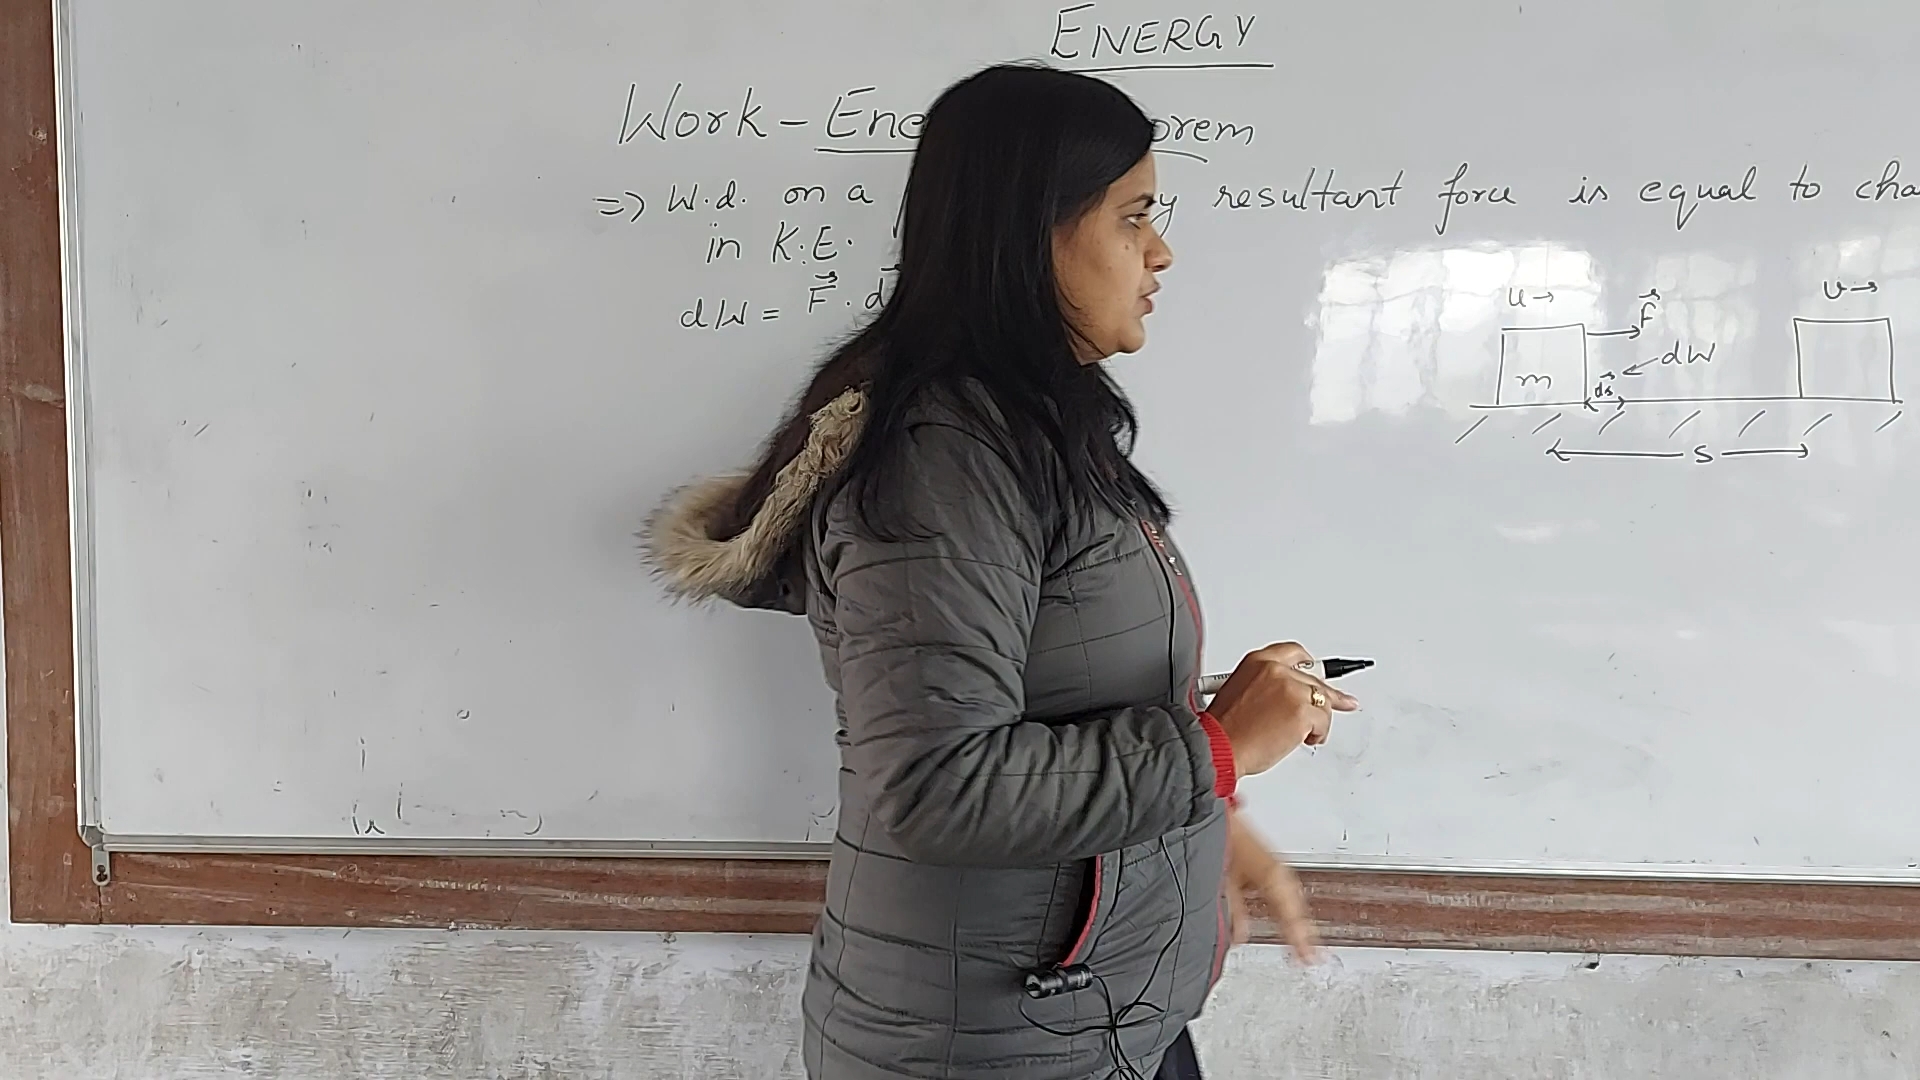 ENERGY
Work - Ene orem
=> W.d. on a y resultant force is equal to cha
in K.E.
dW = F⃗ . d
u → F⃗ v →
m ds⃗ dW
S